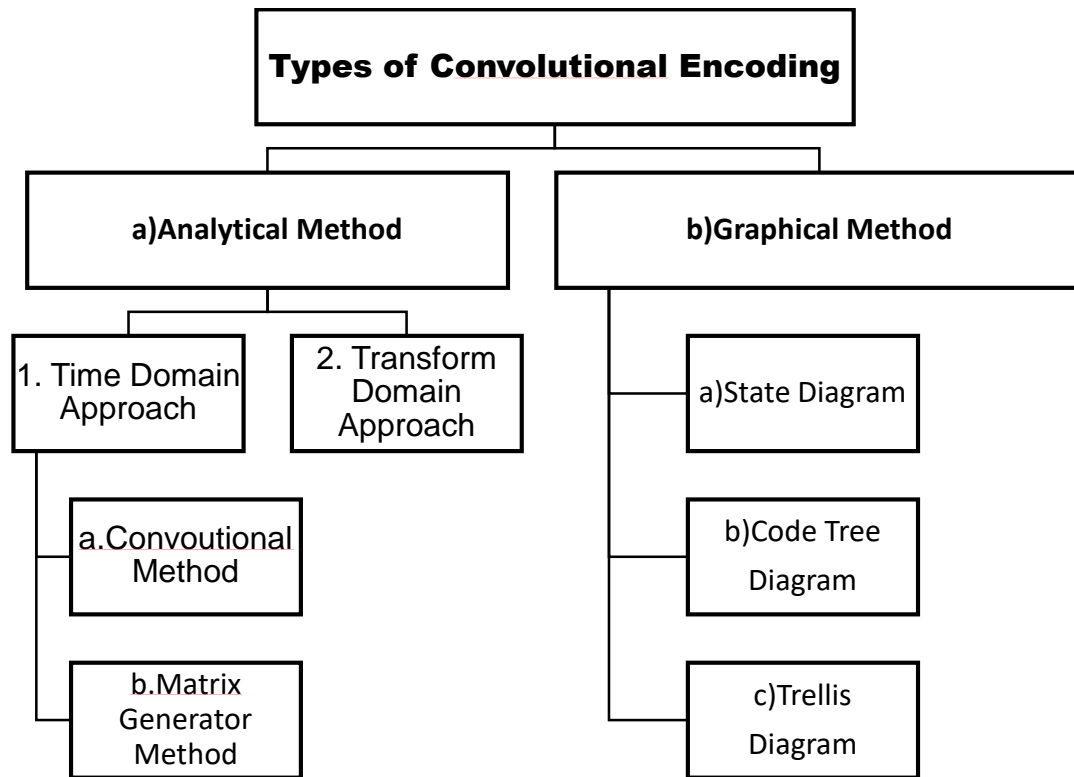 Types of Convolutional Encoding
a)Analytical Method
b)Graphical Method
1. Time Domain
Approach
2. Transform
Domain
Approach
a)State Diagram
a.Convoutional
Method
b)Code Tree
Diagram
b.Matrix
Generator
Method
c)Trellis
Diagram